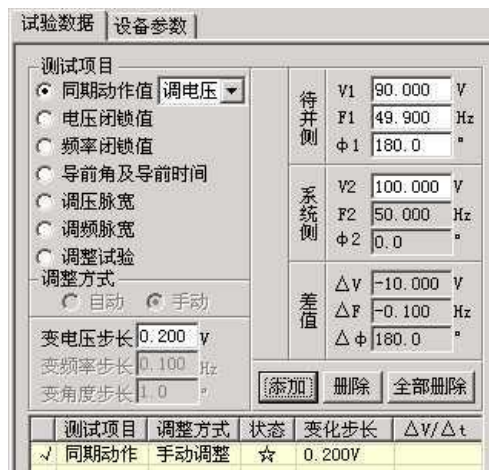 试验数据 设备参数
测试项目
同期动作值 调电压
电压闭锁值
频率闭锁值
导前角及导前时间
调压脉宽
调频脉宽
调整试验
调整方式
自动 手动
变电压步长 0.200 V
变频率步长 0.100 Hz
变角度步长 1.0 °
待并侧
V1 90.000 V
F1 49.900 Hz
φ1 180.0 °
系统侧
V2 100.000 V
F2 50.000 Hz
φ2 0.0 °
差值
△V -10.000 V
△F -0.100 Hz
△φ 180.0 °
添加 删除 全部删除
测试项目 调整方式 状态 变化步长 △V/△t
√ 同期动作 手动调整 ☆ 0.200V